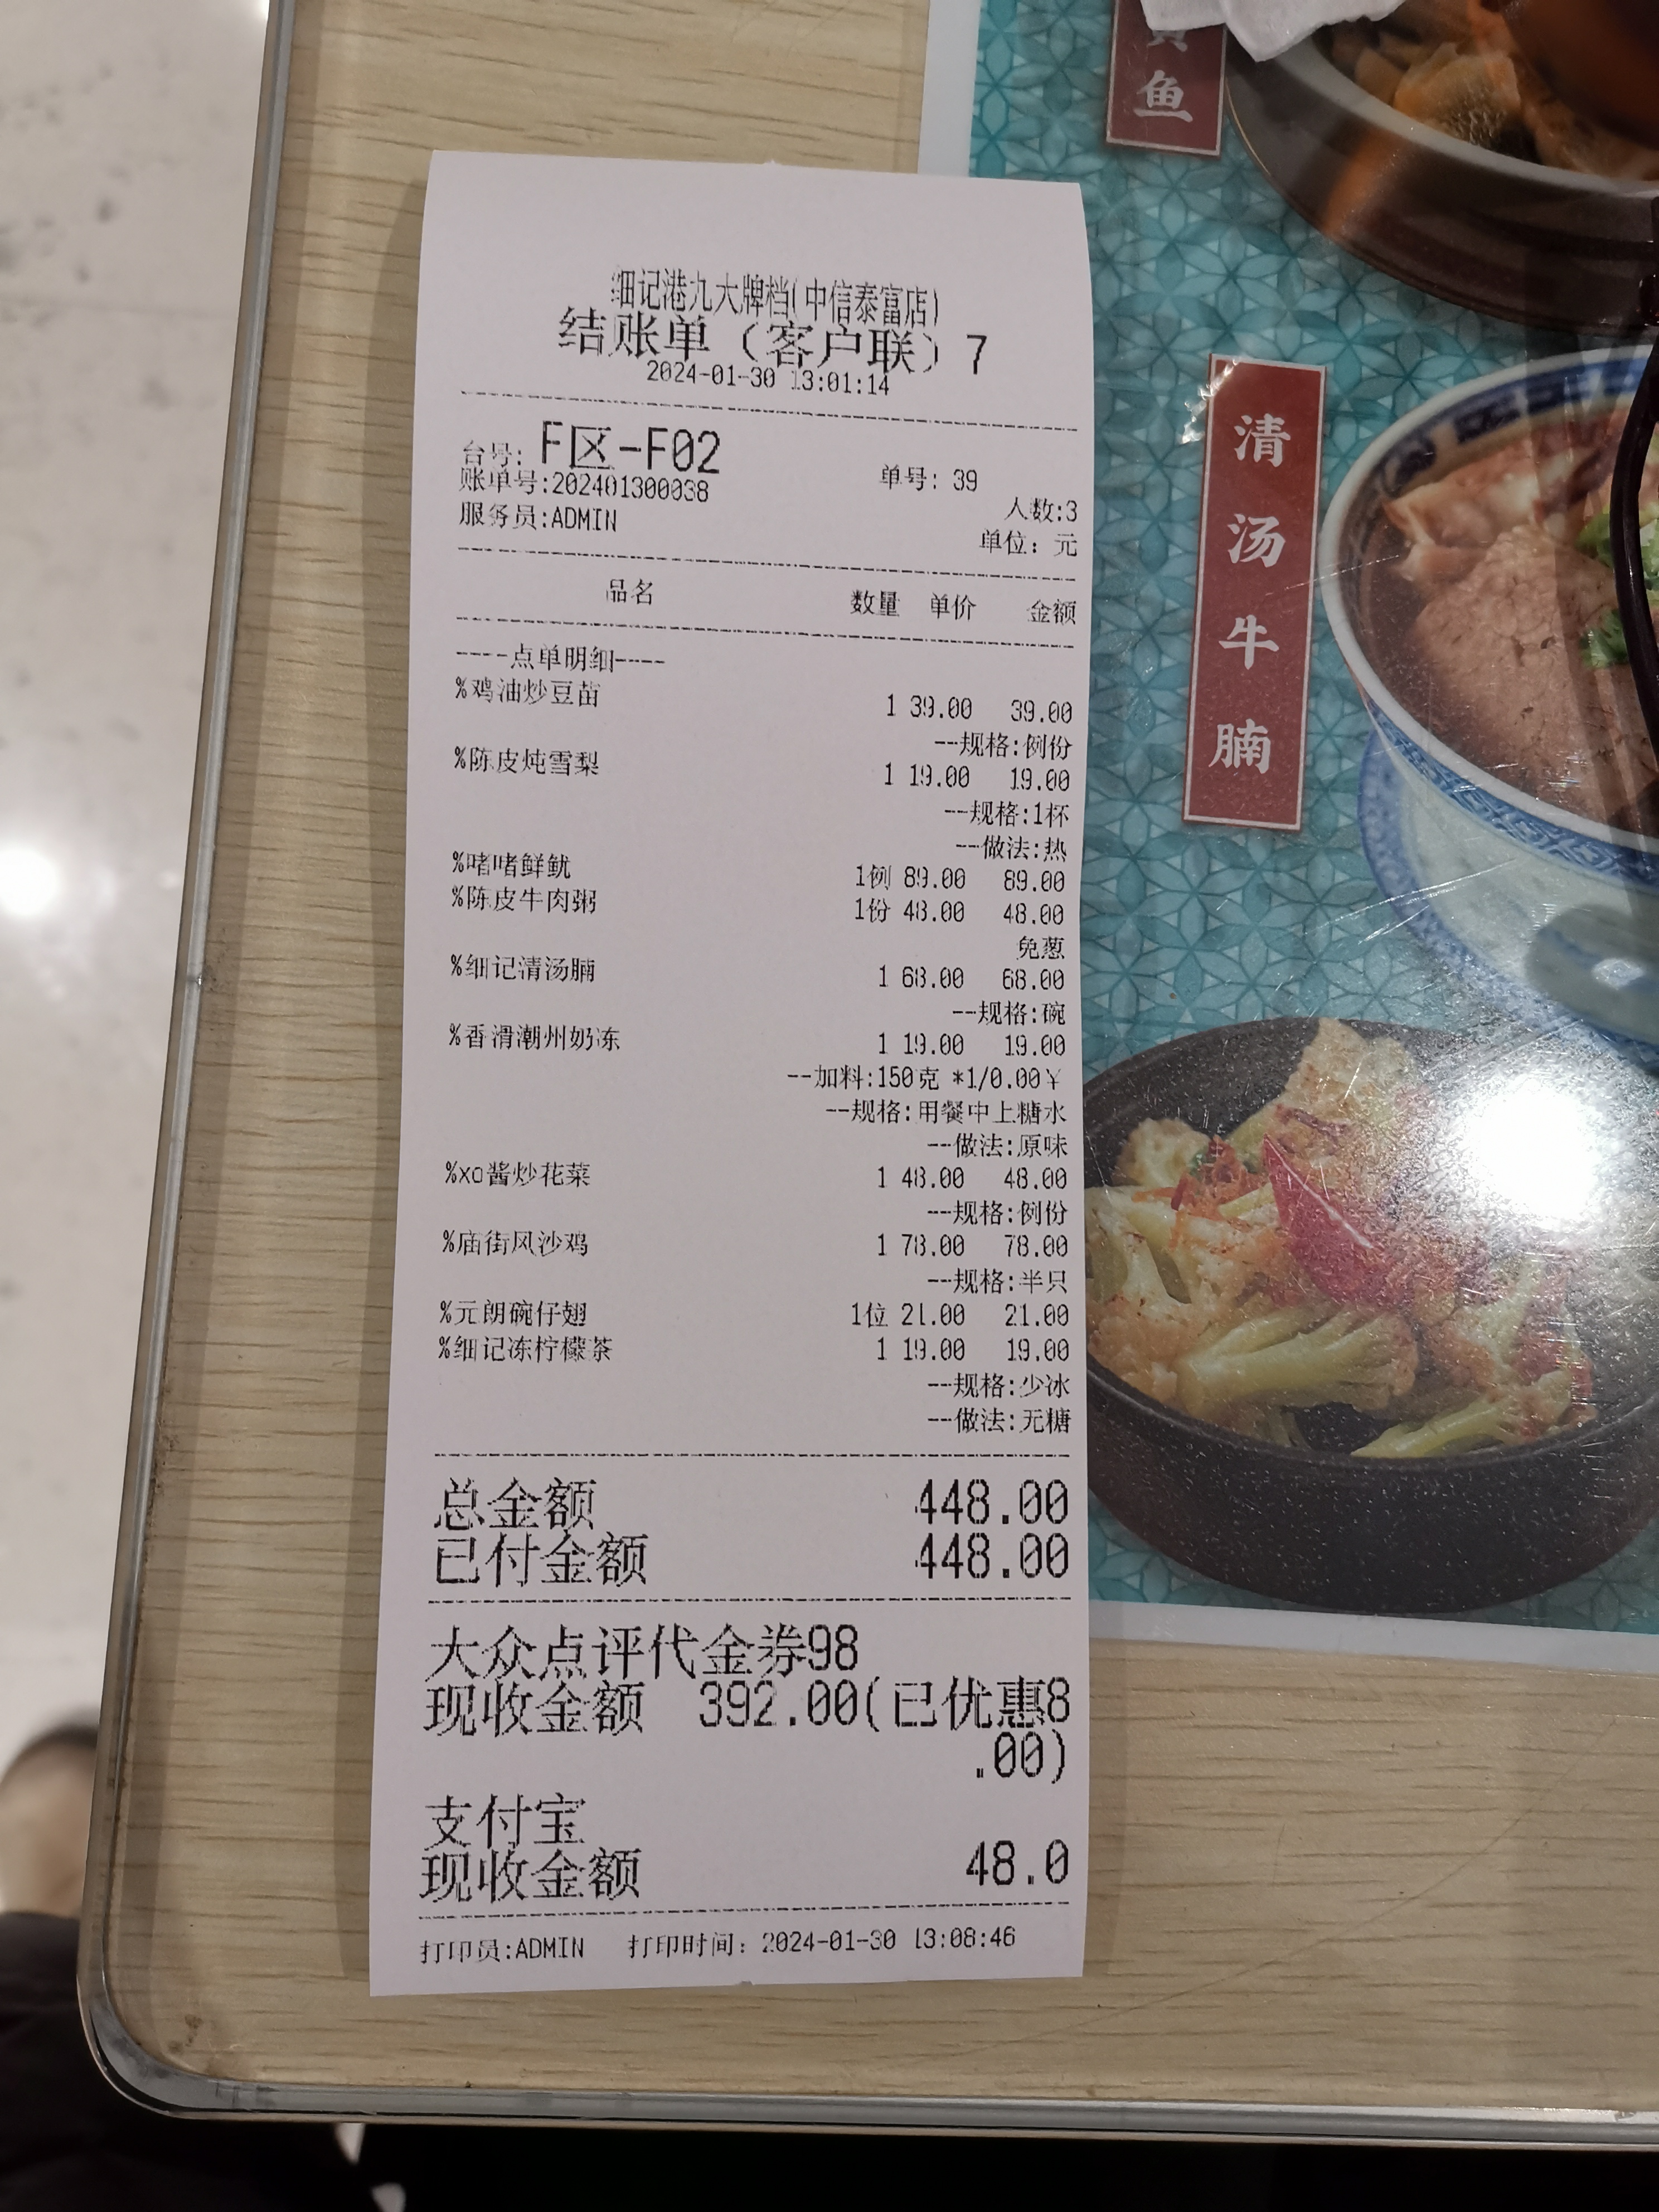 细记港九大牌档(中信泰富店)
结账单（客户联）7
2024-01-30 13:01:14
台号: F区-F02 单号: 39
账单号:202401300038 人数:3
服务员:ADMIN 单位: 元
品名 数量 单价 金额
----点单明细----
%鸡油炒豆苗 1 39.00 39.00
--规格:例份
%陈皮炖雪梨 1 19.00 19.00
--规格:1杯
--做法:热
%啫啫鲜鱿 1例 89.00 89.00
%陈皮牛肉粥 1份 48.00 48.00
免葱
%细记清汤腩 1 68.00 68.00
--规格:碗
%香滑潮州奶冻 1 19.00 19.00
--加料:150克 *1/0.00￥
--规格:用餐中上糖水
--做法:原味
%xo酱炒花菜 1 48.00 48.00
--规格:例份
%庙街风沙鸡 1 78.00 78.00
--规格:半只
%元朗碗仔翅 1位 21.00 21.00
%细记冻柠檬茶 1 19.00 19.00
--规格:少冰
--做法:无糖
总金额 448.00
已付金额 448.00
大众点评代金券98
现收金额 392.00(已优惠8
.00)
支付宝
现收金额 48.0
打印员:ADMIN 打印时间: 2024-01-30 13:08:46
鱼
清汤牛腩